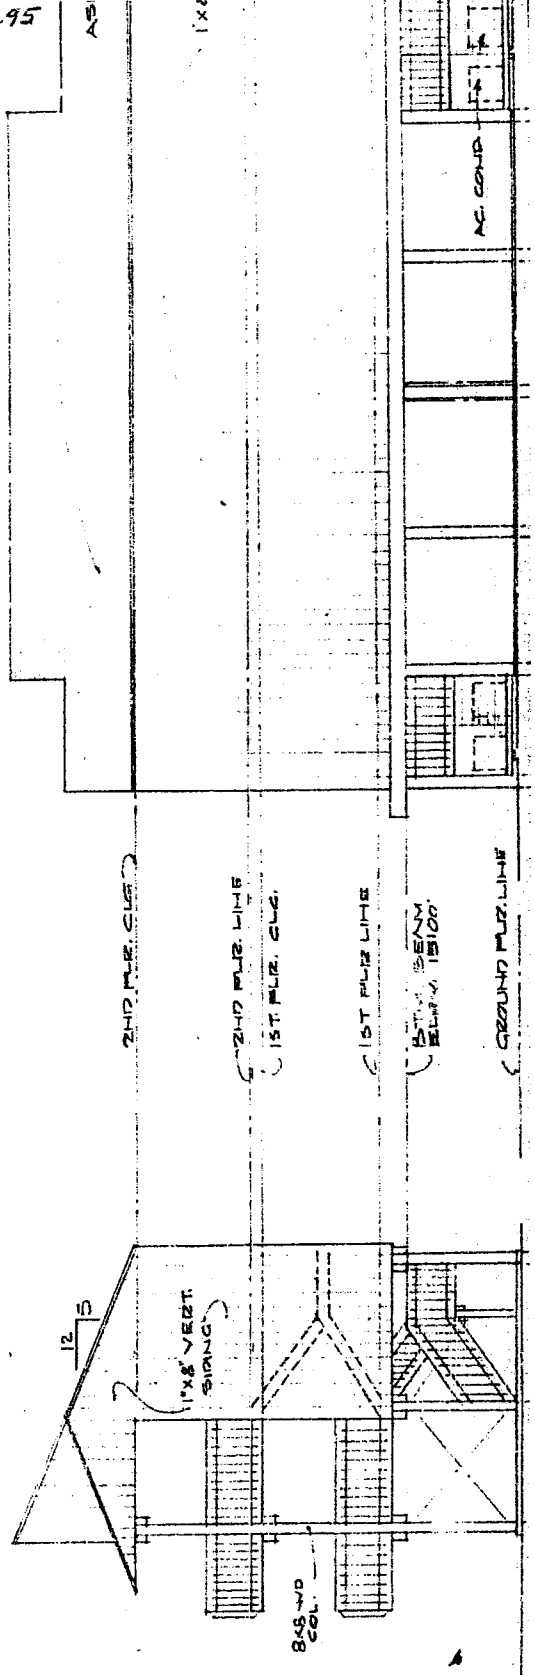 95
12
5
1"x8" VERT.
SIDING
8x8 WD
COL.
2ND FLR. CLG
2ND FLR. LINE
1ST. FLR. CLG.
1ST FLR LINE
BEAM
GROUND FLR. LINE
AC. COND.